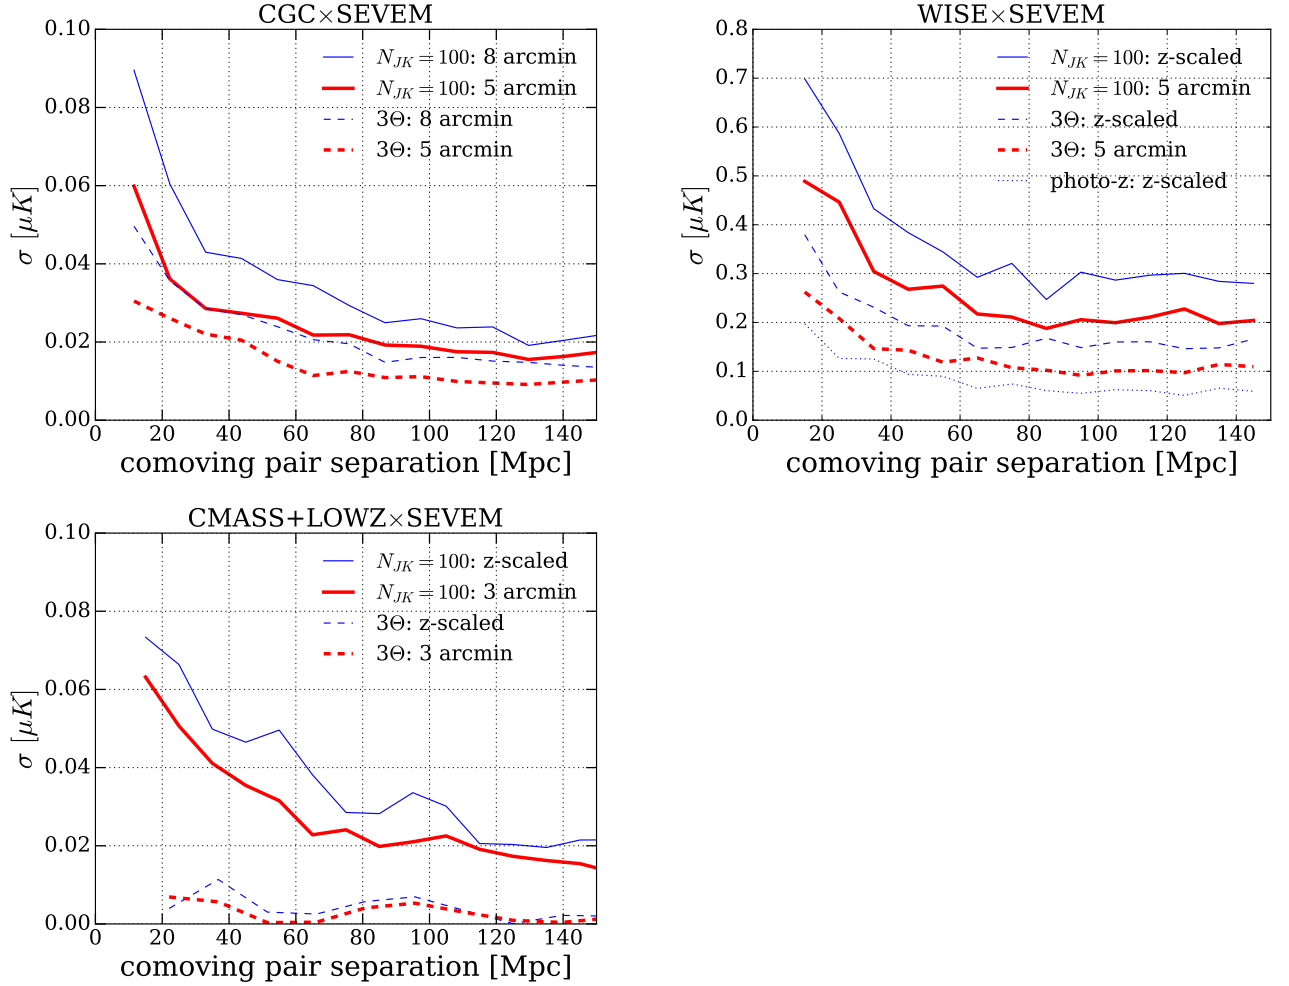 CGC×SEVEM
0.10
0.08
0.06
0.04
0.02
0.00
σ [μK]
N_JK = 100: 8 arcmin
N_JK = 100: 5 arcmin
3Θ: 8 arcmin
3Θ: 5 arcmin
0 20 40 60 80 100 120 140
comoving pair separation [Mpc]
WISE×SEVEM
0.8
0.7
0.6
0.5
0.4
0.3
0.2
0.1
0.0
σ [μK]
N_JK = 100: z-scaled
N_JK = 100: 5 arcmin
3Θ: z-scaled
3Θ: 5 arcmin
photo-z: z-scaled
0 20 40 60 80 100 120 140
comoving pair separation [Mpc]
CMASS+LOWZ×SEVEM
0.10
0.08
0.06
0.04
0.02
0.00
σ [μK]
N_JK = 100: z-scaled
N_JK = 100: 3 arcmin
3Θ: z-scaled
3Θ: 3 arcmin
0 20 40 60 80 100 120 140
comoving pair separation [Mpc]